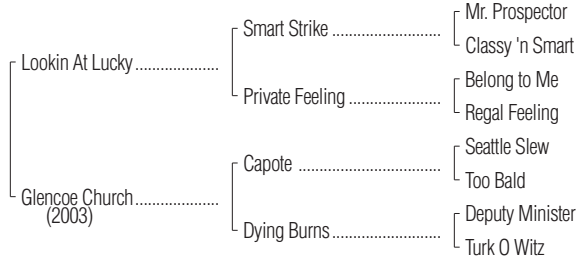 Mr. Prospector
Smart Strike ........................
Classy 'n Smart
Lookin At Lucky ...................
Belong to Me
Private Feeling .....................
Regal Feeling
Seattle Slew
Capote ................................
Too Bald
Glencoe Church ...................
(2003)
Deputy Minister
Dying Burns ........................
Turk O Witz